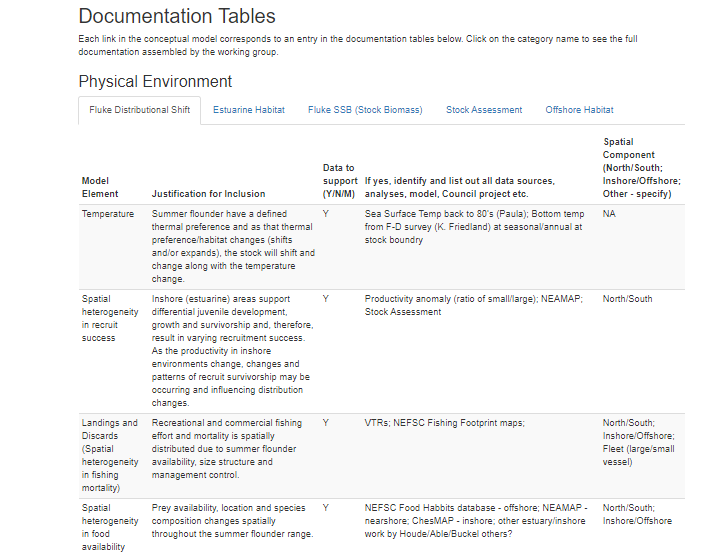 Documentation Tables
Each link in the conceptual model corresponds to an entry in the documentation tables below. Click on the category name to see the full
documentation assembled by the working group.
Physical Environment
Fluke Distributional Shift Estuarine Habitat Fluke SSB (Stock Biomass) Stock Assessment Offshore Habitat
Model
Element
Justification for Inclusion
Data to
support
(Y/N/M)
If yes, identify and list out all data sources,
analyses, model, Council project etc.
Spatial
Component
(North/South;
Inshore/Offshore;
Other - specify)
Temperature
Summer flounder have a defined
thermal preference and as that thermal
preference/habitat changes (shifts
and/or expands), the stock will shift and
change along with the temperature
change.
Y
Sea Surface Temp back to 80's (Paula); Bottom temp
from F-D survey (K. Friedland) at seasonal/annual at
stock boundry
NA
Spatial
heterogeneity
in recruit
success
Inshore (estuarine) areas support
differential juvenile development,
growth and survivorship and, therefore,
result in varying recruitment success.
As the productivity in inshore
environments change, changes and
patterns of recruit survivorship may be
occurring and influencing distribution
changes.
Y
Productivity anomaly (ratio of small/large); NEAMAP;
Stock Assessment
North/South
Landings and
Discards
(Spatial
heterogeneity
in fishing
mortality)
Recreational and commercial fishing
effort and mortality is spatially
distributed due to summer flounder
availability, size structure and
management control.
Y
VTRs; NEFSC Fishing Footprint maps;
North/South;
Inshore/Offshore;
Fleet (large/small
vessel)
Spatial
heterogeneity
in food
availability
Prey availability, location and species
composition changes spatially
throughout the summer flounder range.
Y
NEFSC Food Habbits database - offshore; NEAMAP -
nearshore; ChesMAP - inshore; other estuary/inshore
work by Houde/Able/Buckel others?
North/South;
Inshore/Offshore